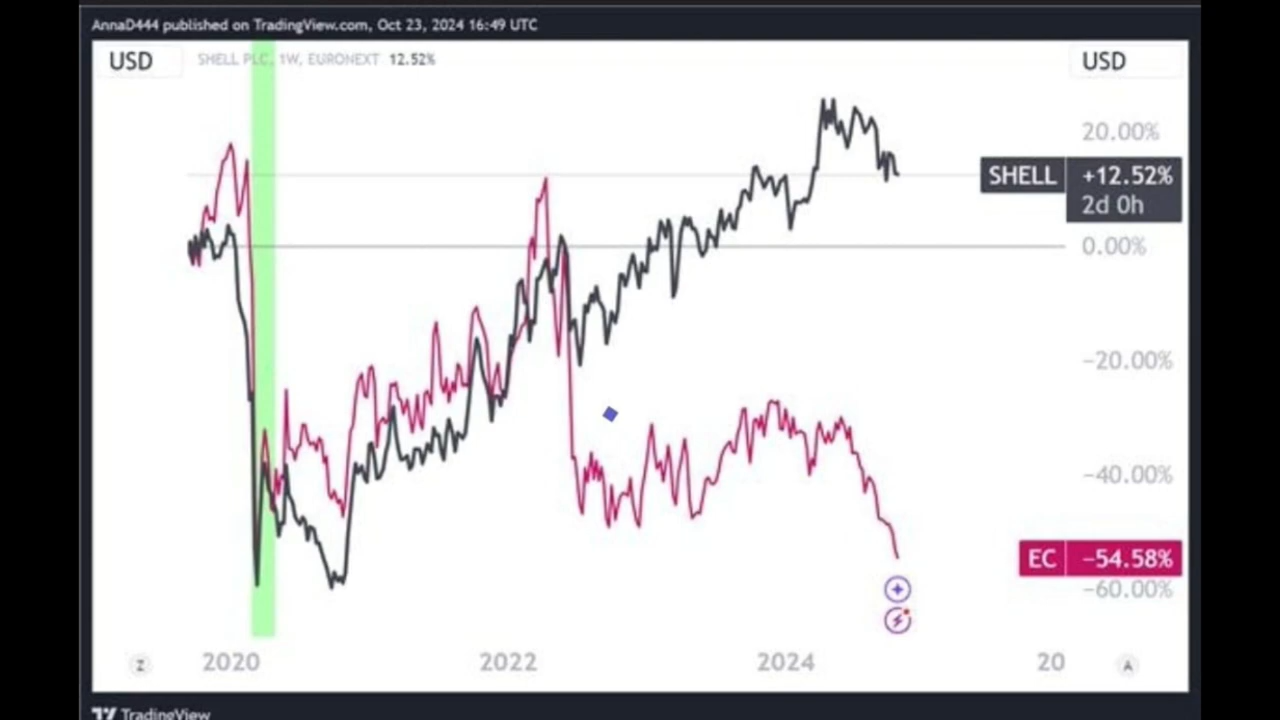 AnnaD444 published on TradingView.com, Oct 23, 2024 16:49 UTC
USD
SHELL PLC, 1W, EURONEXT 12.52%
USD
20.00%
SHELL +12.52%
2d 0h
0.00%
−20.00%
−40.00%
EC −54.58%
−60.00%
Z 2020 2022 2024 20 A
TradingView